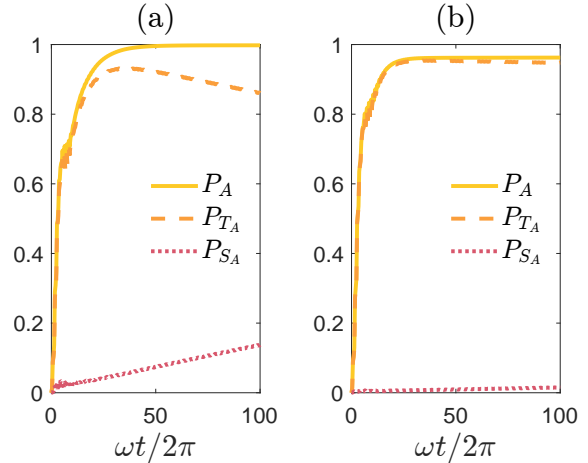 (a)
1
0.8
0.6
0.4
0.2
0
0 50 100
ωt/2π
P_A
P_{T_A}
P_{S_A}
(b)
1
0.8
0.6
0.4
0.2
0
0 50 100
ωt/2π
P_A
P_{T_A}
P_{S_A}